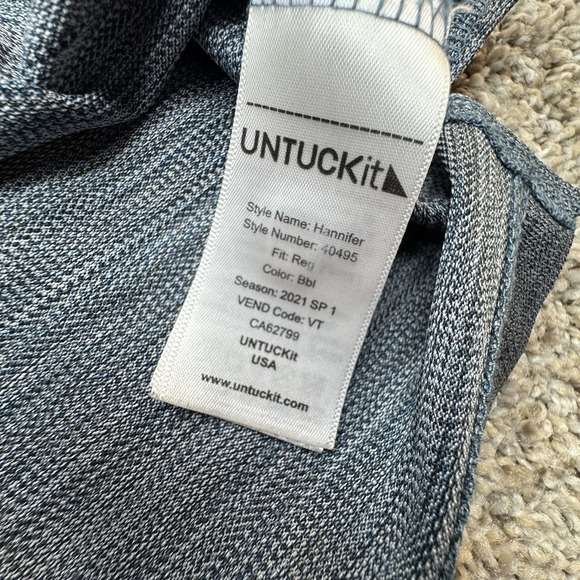 UNTUCKit
Style Name: Hannifer
Style Number: 40495
Fit: Reg
Color: Bbl
Season: 2021 SP 1
VEND Code: VT
CA62799
UNTUCKit
USA
www.untuckit.com